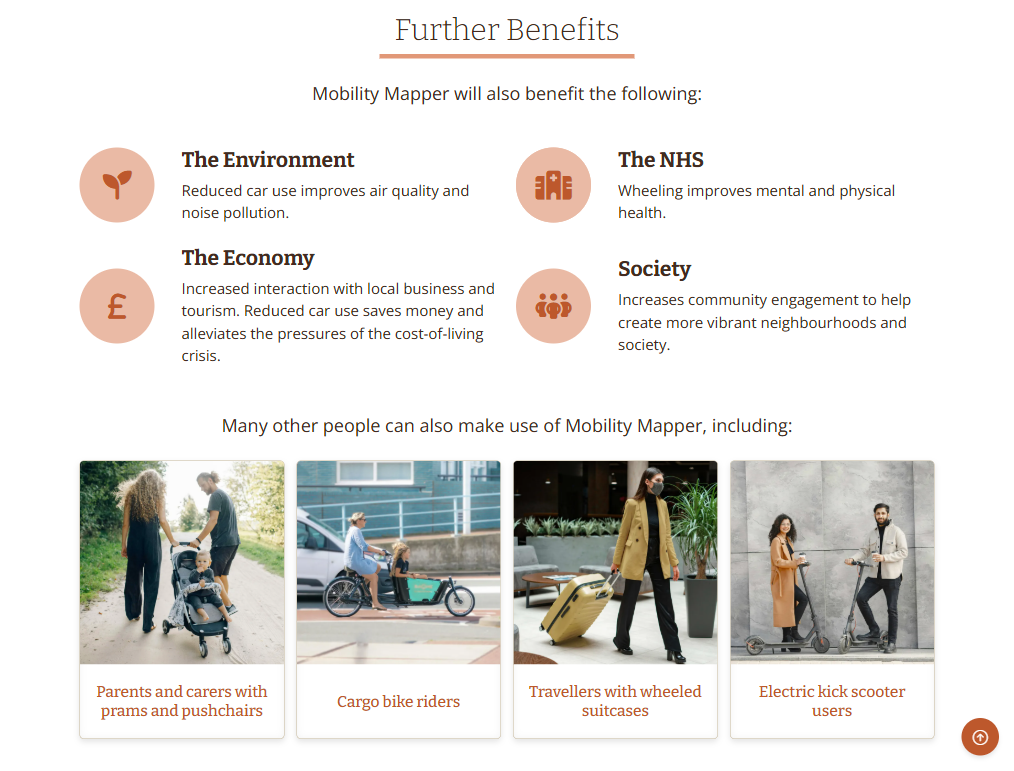 Further Benefits
Mobility Mapper will also benefit the following:
The Environment
Reduced car use improves air quality and
noise pollution.
The NHS
Wheeling improves mental and physical
health.
The Economy
Increased interaction with local business and
tourism. Reduced car use saves money and
alleviates the pressures of the cost-of-living
crisis.
£
Society
Increases community engagement to help
create more vibrant neighbourhoods and
society.
Many other people can also make use of Mobility Mapper, including:
Parents and carers with
prams and pushchairs
Cargo bike riders
Travellers with wheeled
suitcases
Electric kick scooter
users